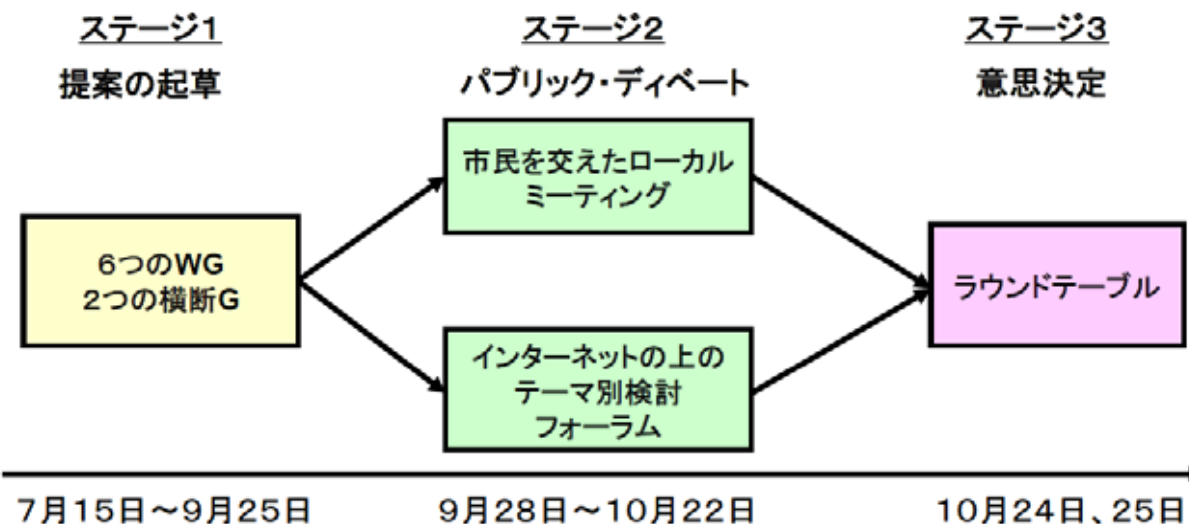 ステージ1
提案の起草
6つのWG
2つの横断G
ステージ2
パブリック・ディベート
市民を交えたローカル
ミーティング
インターネットの上の
テーマ別検討
フォーラム
ステージ3
意思決定
ラウンドテーブル
7月15日~9月25日
9月28日~10月22日
10月24日、25日